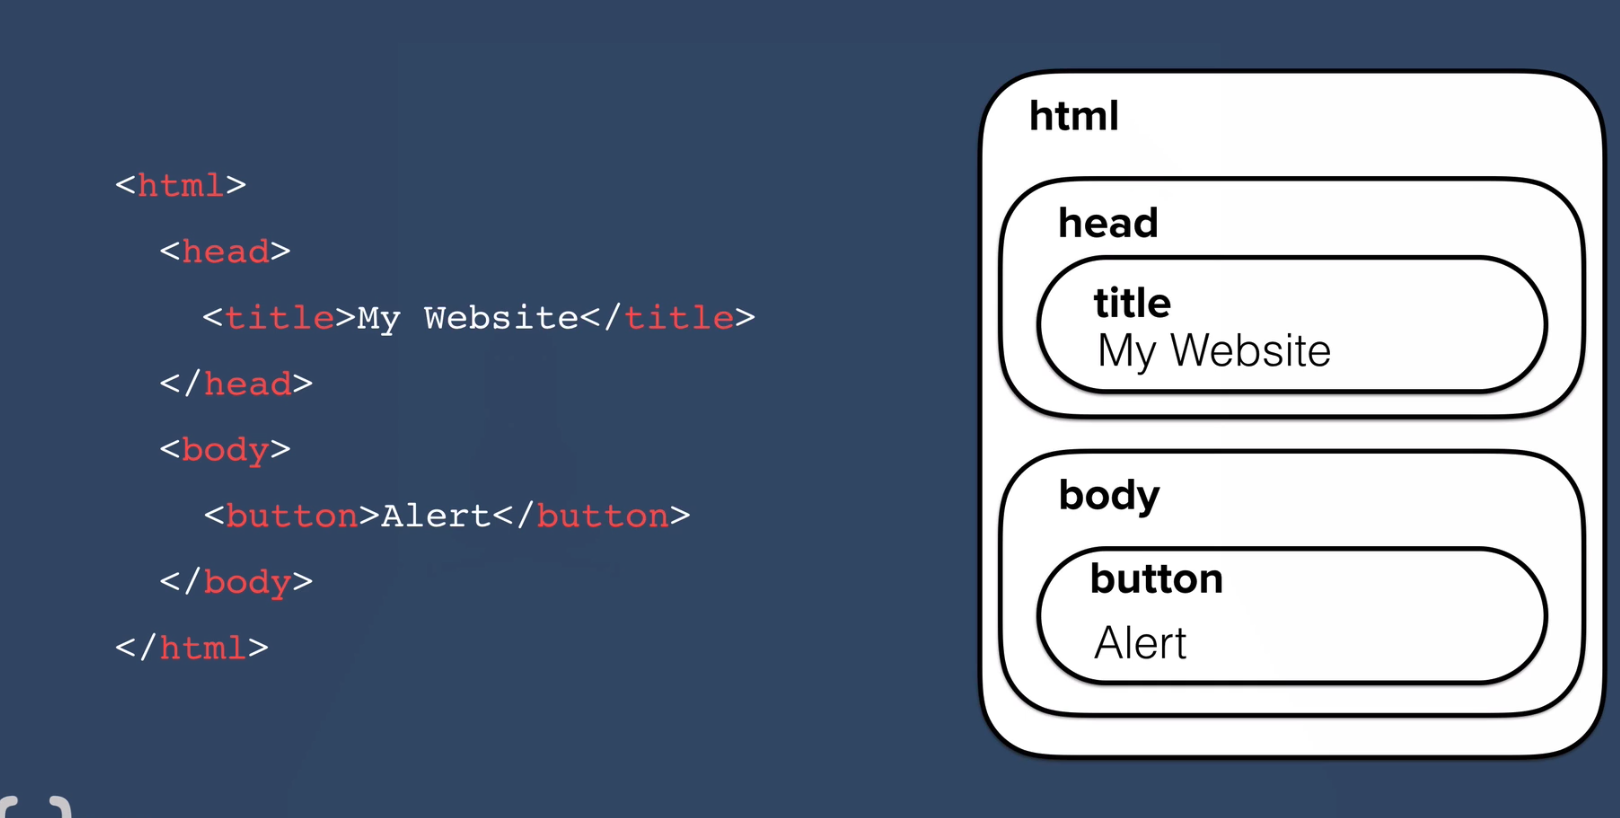 <html>
<head>
<title>My Website</title>
</head>
<body>
<button>Alert</button>
</body>
</html>
html
head
title
My Website
body
button
Alert